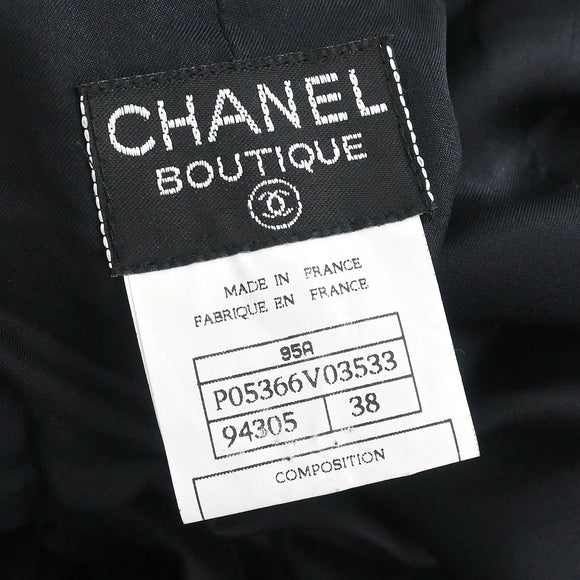 CHANEL
BOUTIQUE
MADE IN FRANCE
FABRIQUE EN FRANCE
95A
P05366V03533
94305 38
COMPOSITION